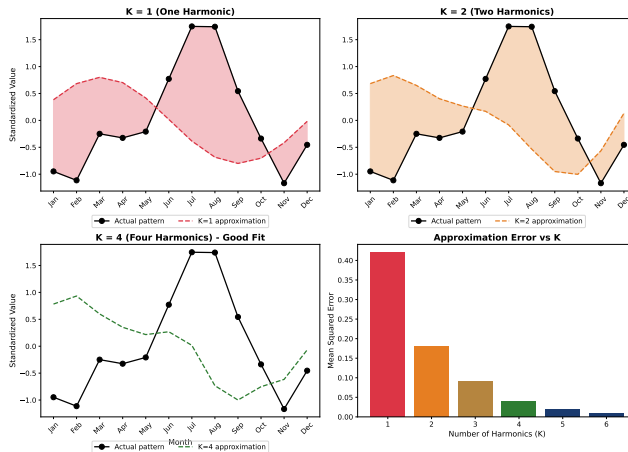 K = 1 (One Harmonic)
Standardized Value
1.5
1.0
0.5
0.0
−0.5
−1.0
Jan Feb Mar Apr May Jun Jul Aug Sep Oct Nov Dec
Actual pattern K=1 approximation
K = 2 (Two Harmonics)
Standardized Value
1.5
1.0
0.5
0.0
−0.5
−1.0
Jan Feb Mar Apr May Jun Jul Aug Sep Oct Nov Dec
Actual pattern K=2 approximation
K = 4 (Four Harmonics) - Good Fit
Standardized Value
1.5
1.0
0.5
0.0
−0.5
−1.0
Jan Feb Mar Apr May Jun Jul Aug Sep Oct Nov Dec
Month
Actual pattern K=4 approximation
Approximation Error vs K
Mean Squared Error
0.40
0.35
0.30
0.25
0.20
0.15
0.10
0.05
0.00
1 2 3 4 5 6
Number of Harmonics (K)